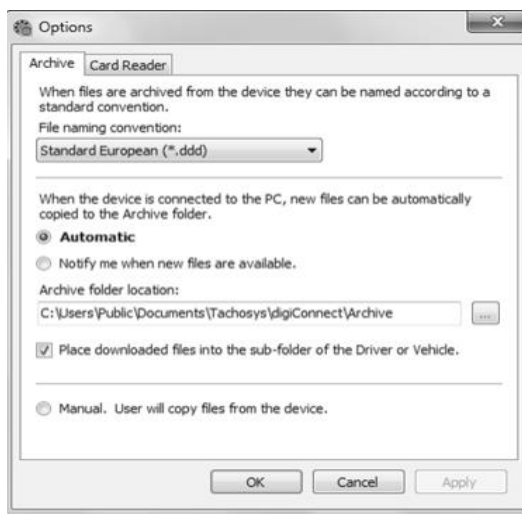 Options
Archive
Card Reader
When files are archived from the device they can be named according to a
standard convention.
File naming convention:
Standard European (*.ddd)
When the device is connected to the PC, new files can be automatically
copied to the Archive folder.
Automatic
Notify me when new files are available.
Archive folder location:
C:\Users\Public\Documents\Tachosys\digiConnect\Archive
...
Place downloaded files into the sub-folder of the Driver or Vehicle.
Manual. User will copy files from the device.
OK
Cancel
Apply